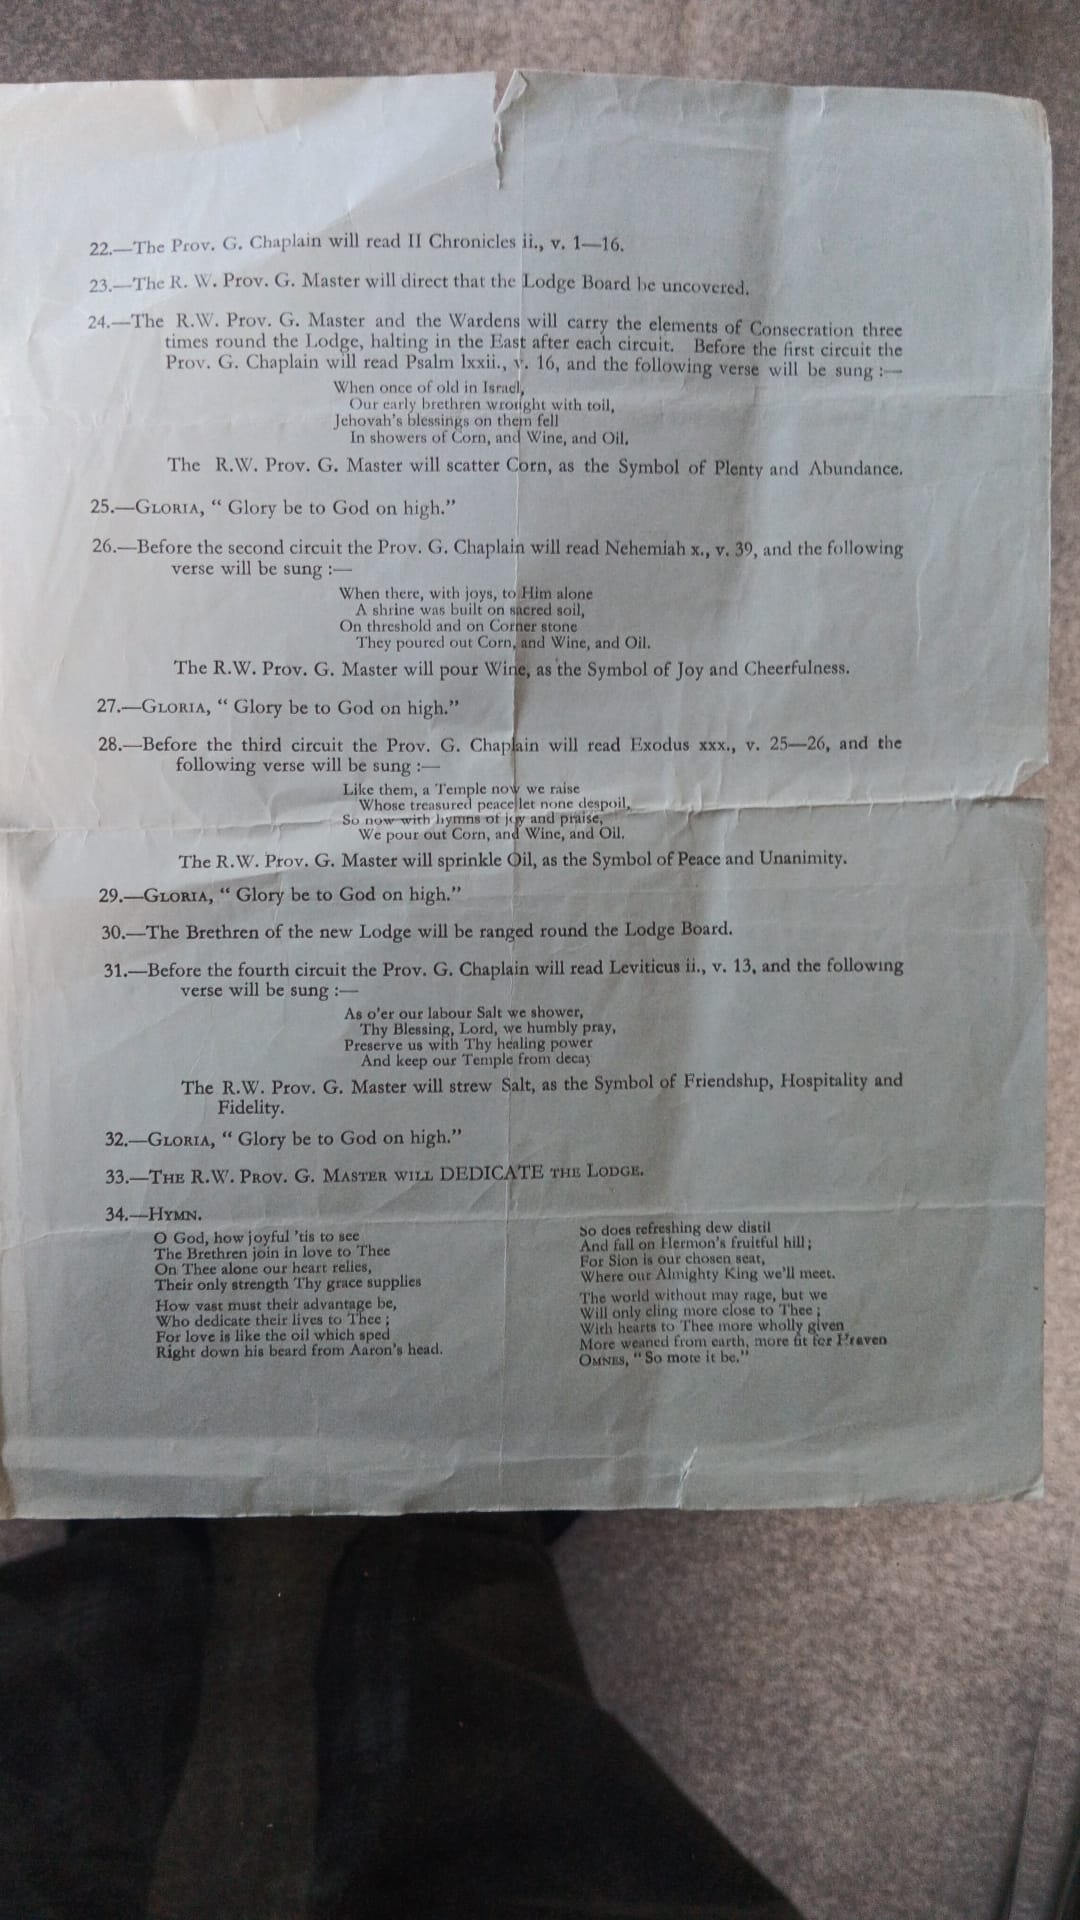 22.—The Prov. G. Chaplain will read II Chronicles ii., v. 1—16.
23.—The R. W. Prov. G. Master will direct that the Lodge Board be uncovered.
24.—The R.W. Prov. G. Master and the Wardens will carry the elements of Consecration three
times round the Lodge, halting in the East after each circuit. Before the first circuit the
Prov. G. Chaplain will read Psalm lxxii., v. 16, and the following verse will be sung :—
When once of old in Israel,
Our early brethren wrought with toil,
Jehovah's blessings on them fell
In showers of Corn, and Wine, and Oil.
The R.W. Prov. G. Master will scatter Corn, as the Symbol of Plenty and Abundance.
25.—GLORIA, “ Glory be to God on high.”
26.—Before the second circuit the Prov. G. Chaplain will read Nehemiah x., v. 39, and the following
verse will be sung :—
When there, with joys, to Him alone
A shrine was built on sacred soil,
On threshold and on Corner stone
They poured out Corn, and Wine, and Oil.
The R.W. Prov. G. Master will pour Wine, as the Symbol of Joy and Cheerfulness.
27.—GLORIA, “ Glory be to God on high.”
28.—Before the third circuit the Prov. G. Chaplain will read Exodus xxx., v. 25—26, and the
following verse will be sung :—
Like them, a Temple now we raise
Whose treasured peace let none despoil,
So now with hymns of joy and praise,
We pour out Corn, and Wine, and Oil.
The R.W. Prov. G. Master will sprinkle Oil, as the Symbol of Peace and Unanimity.
29.—GLORIA, “ Glory be to God on high.”
30.—The Brethren of the new Lodge will be ranged round the Lodge Board.
31.—Before the fourth circuit the Prov. G. Chaplain will read Leviticus ii., v. 13, and the following
verse will be sung :—
As o'er our labour Salt we shower,
Thy Blessing, Lord, we humbly pray,
Preserve us with Thy healing power
And keep our Temple from decay
The R.W. Prov. G. Master will strew Salt, as the Symbol of Friendship, Hospitality and
Fidelity.
32.—GLORIA, “ Glory be to God on high.”
33.—THE R.W. PROV. G. MASTER WILL DEDICATE THE LODGE.
34.—HYMN.
O God, how joyful 'tis to see
The Brethren join in love to Thee
On Thee alone our heart relies,
Their only strength Thy grace supplies
How vast must their advantage be,
Who dedicate their lives to Thee ;
For love is like the oil which sped
Right down his beard from Aaron's head.
So does refreshing dew distil
And fall on Hermon's fruitful hill ;
For Sion is our chosen seat,
Where our Almighty King we'll meet.
The world without may rage, but we
Will only cling more close to Thee ;
With hearts to Thee more wholly given
More weaned from earth, more fit for Heaven
OMNES, “ So mote it be.”